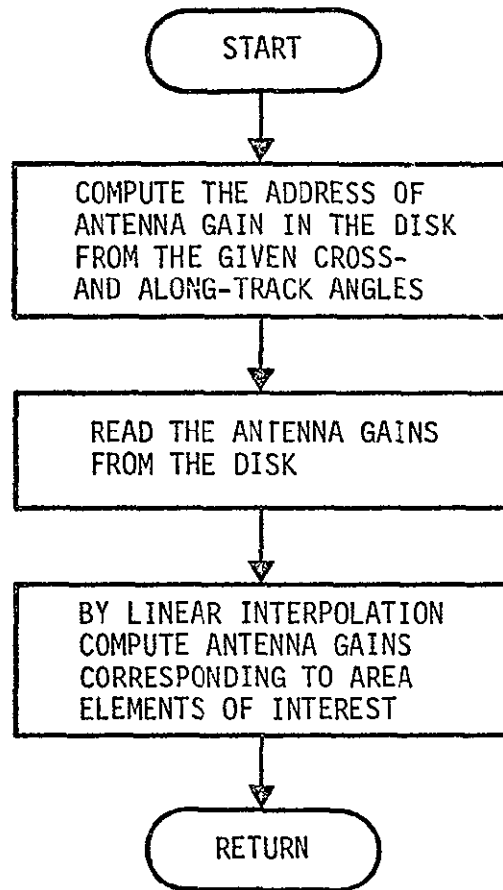 START
COMPUTE THE ADDRESS OF
ANTENNA GAIN IN THE DISK
FROM THE GIVEN CROSS-
AND ALONG-TRACK ANGLES
READ THE ANTENNA GAINS
FROM THE DISK
BY LINEAR INTERPOLATION
COMPUTE ANTENNA GAINS
CORRESPONDING TO AREA
ELEMENTS OF INTEREST
RETURN